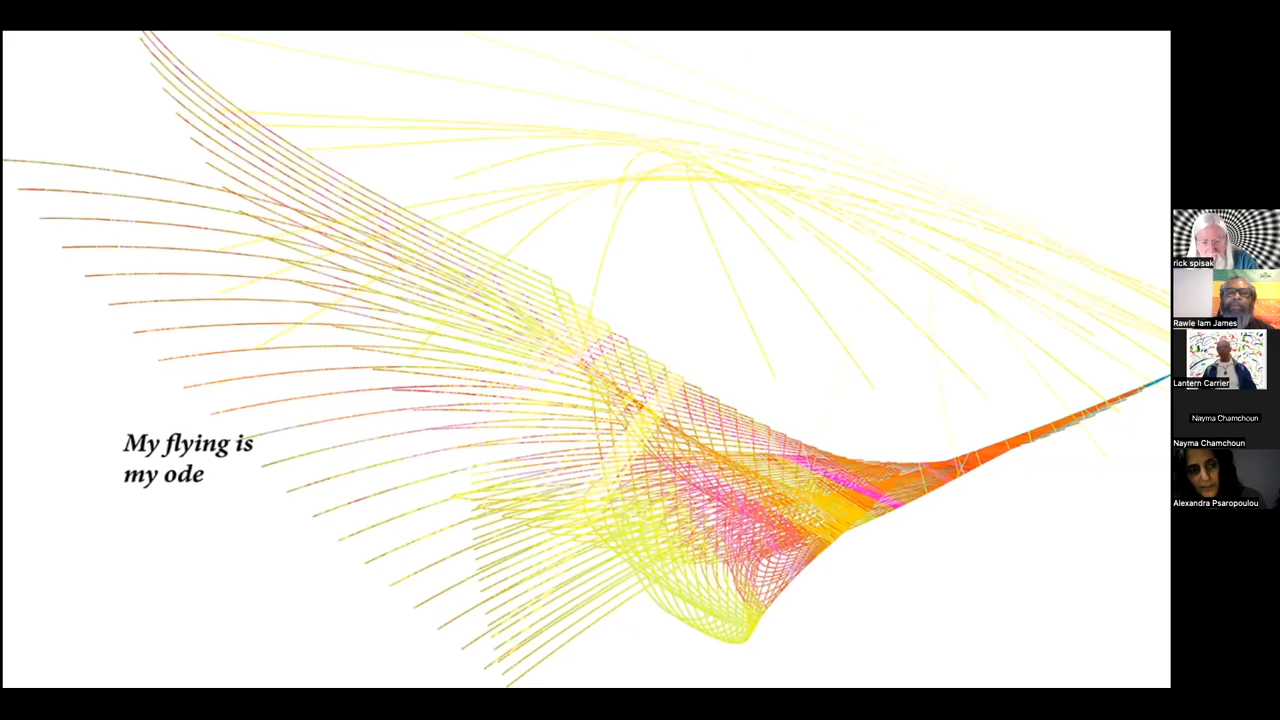 My flying is
my ode
rick spisak
Rawle Iam James
Lantern Carrier
Nayma Chamchoun
Nayma Chamchoun
Alexandra Psaropoulou